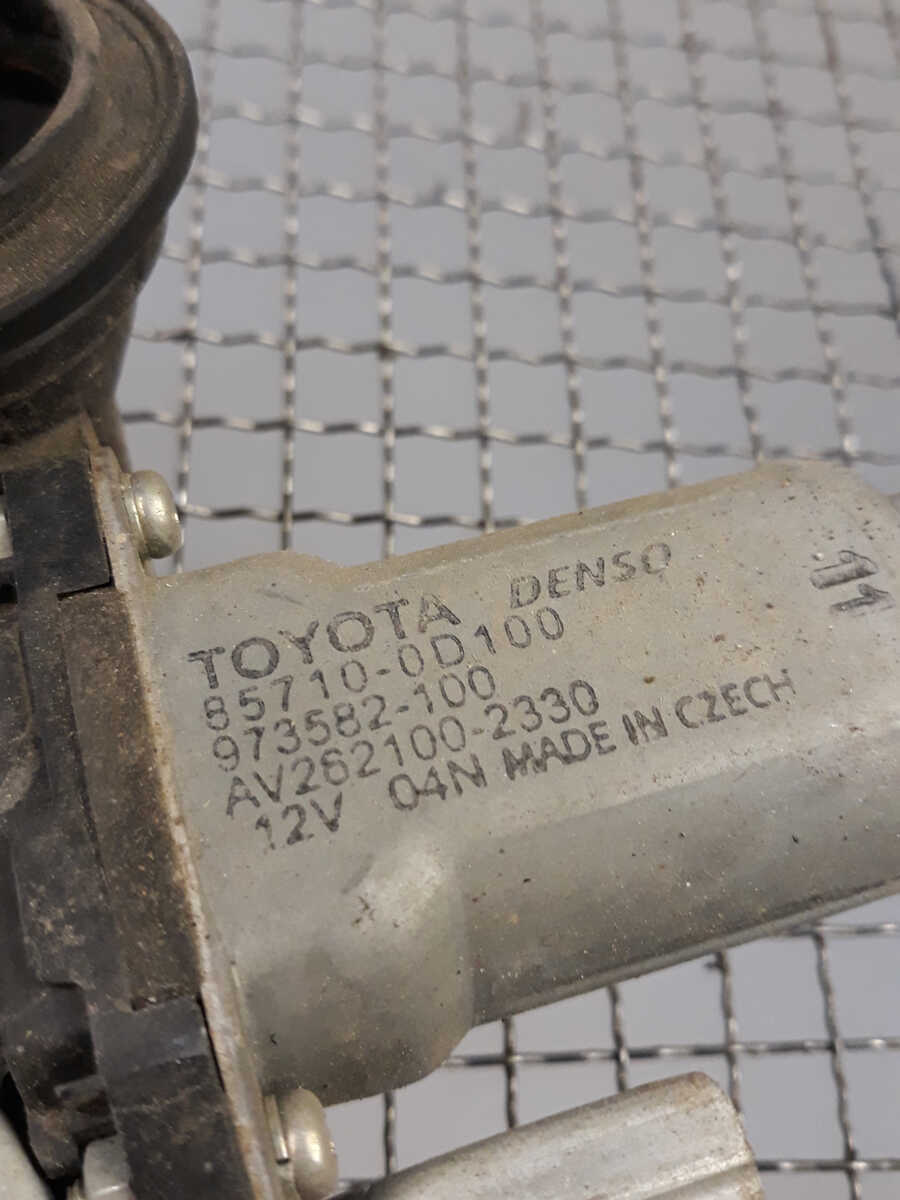 TOYOTA DENSO
85710-0D100
973582-100
AV262100-2330
12V 04N MADE IN CZECH
11